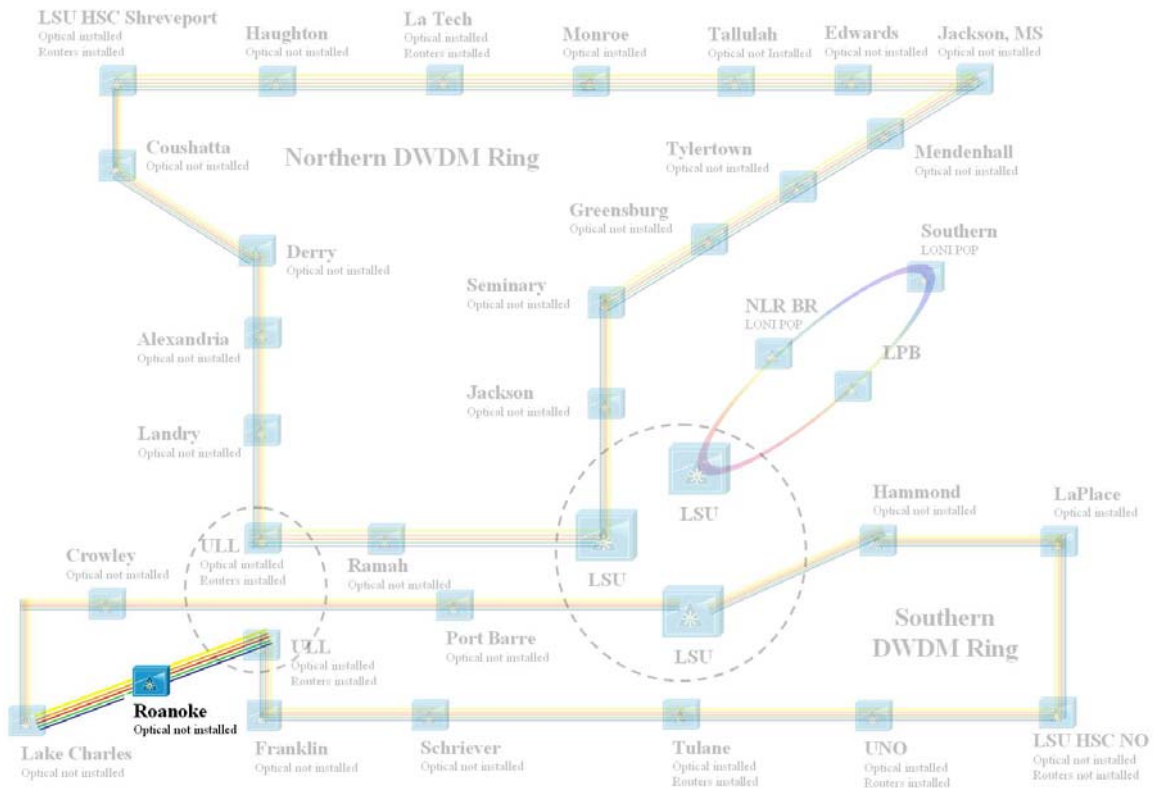 LSU HSC Shreveport
Optical installed
Routers installed
Haughton
Optical not installed
La Tech
Optical installed
Routers installed
Monroe
Optical not installed
Tallulah
Optical not Installed
Edwards
Optical not installed
Jackson, MS
Optical not installed
Coushatta
Optical not installed
Northern DWDM Ring
Tylertown
Optical not installed
Mendenhall
Optical not installed
Greensburg
Optical not installed
Southern
LONI POP
Derry
Optical not installed
Seminary
Optical not installed
NLR BR
LONI POP
Alexandria
Optical not installed
LPB
Jackson
Optical not installed
Landry
Optical not installed
LSU
Hammond
Optical not installed
LaPlace
Optical installed
Crowley
Optical not installed
ULL
Optical installed
Routers installed
Ramah
Optical not installed
LSU
Southern
DWDM Ring
Port Barre
Optical not installed
LSU
ULL
Optical installed
Routers installed
Roanoke
Optical not installed
Lake Charles
Optical not installed
Franklin
Optical not installed
Schriever
Optical not installed
Tulane
Optical installed
Routers installed
UNO
Optical installed
Routers installed
LSU HSC NO
Optical not installed
Routers not installed